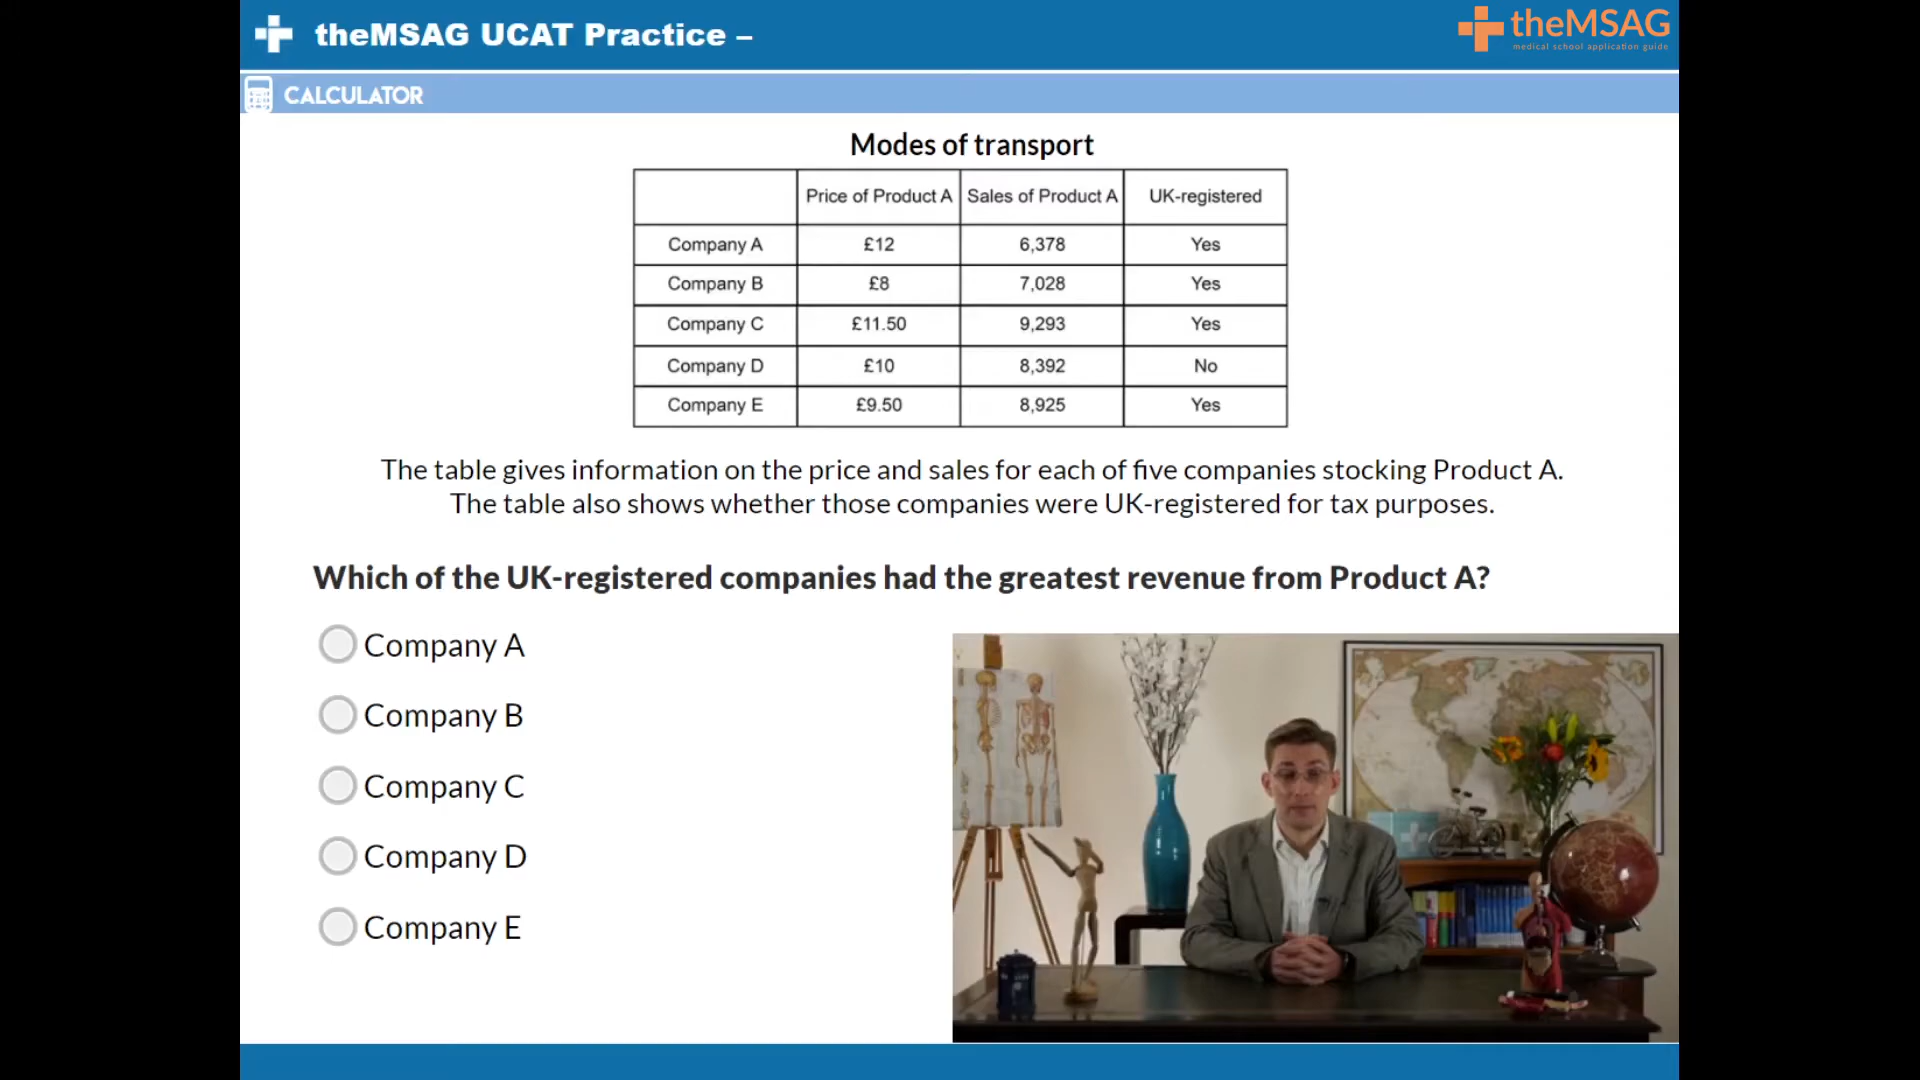 theMSAG UCAT Practice –
theMSAG
medical school application guide
CALCULATOR
Modes of transport
Price of Product A Sales of Product A UK-registered
Company A £12 6,378 Yes
Company B £8 7,028 Yes
Company C £11.50 9,293 Yes
Company D £10 8,392 No
Company E £9.50 8,925 Yes
The table gives information on the price and sales for each of five companies stocking Product A.
The table also shows whether those companies were UK-registered for tax purposes.
Which of the UK-registered companies had the greatest revenue from Product A?
Company A
Company B
Company C
Company D
Company E